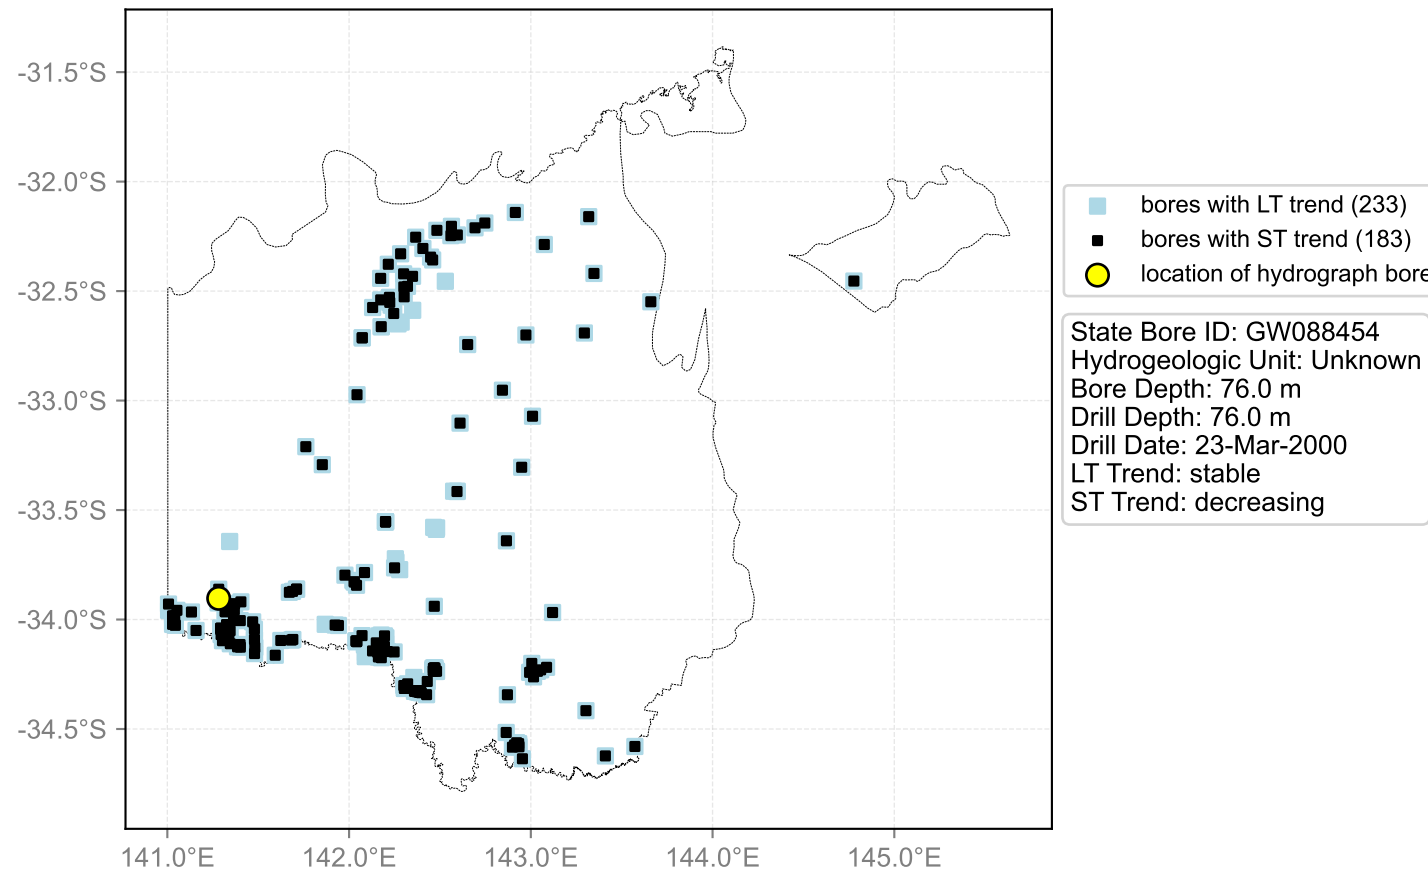 -31.5°S
-32.0°S
-32.5°S
-33.0°S
-33.5°S
-34.0°S
-34.5°S
141.0°E 142.0°E 143.0°E 144.0°E 145.0°E
bores with LT trend (233)
bores with ST trend (183)
location of hydrograph bore
State Bore ID: GW088454
Hydrogeologic Unit: Unknown
Bore Depth: 76.0 m
Drill Depth: 76.0 m
Drill Date: 23-Mar-2000
LT Trend: stable
ST Trend: decreasing